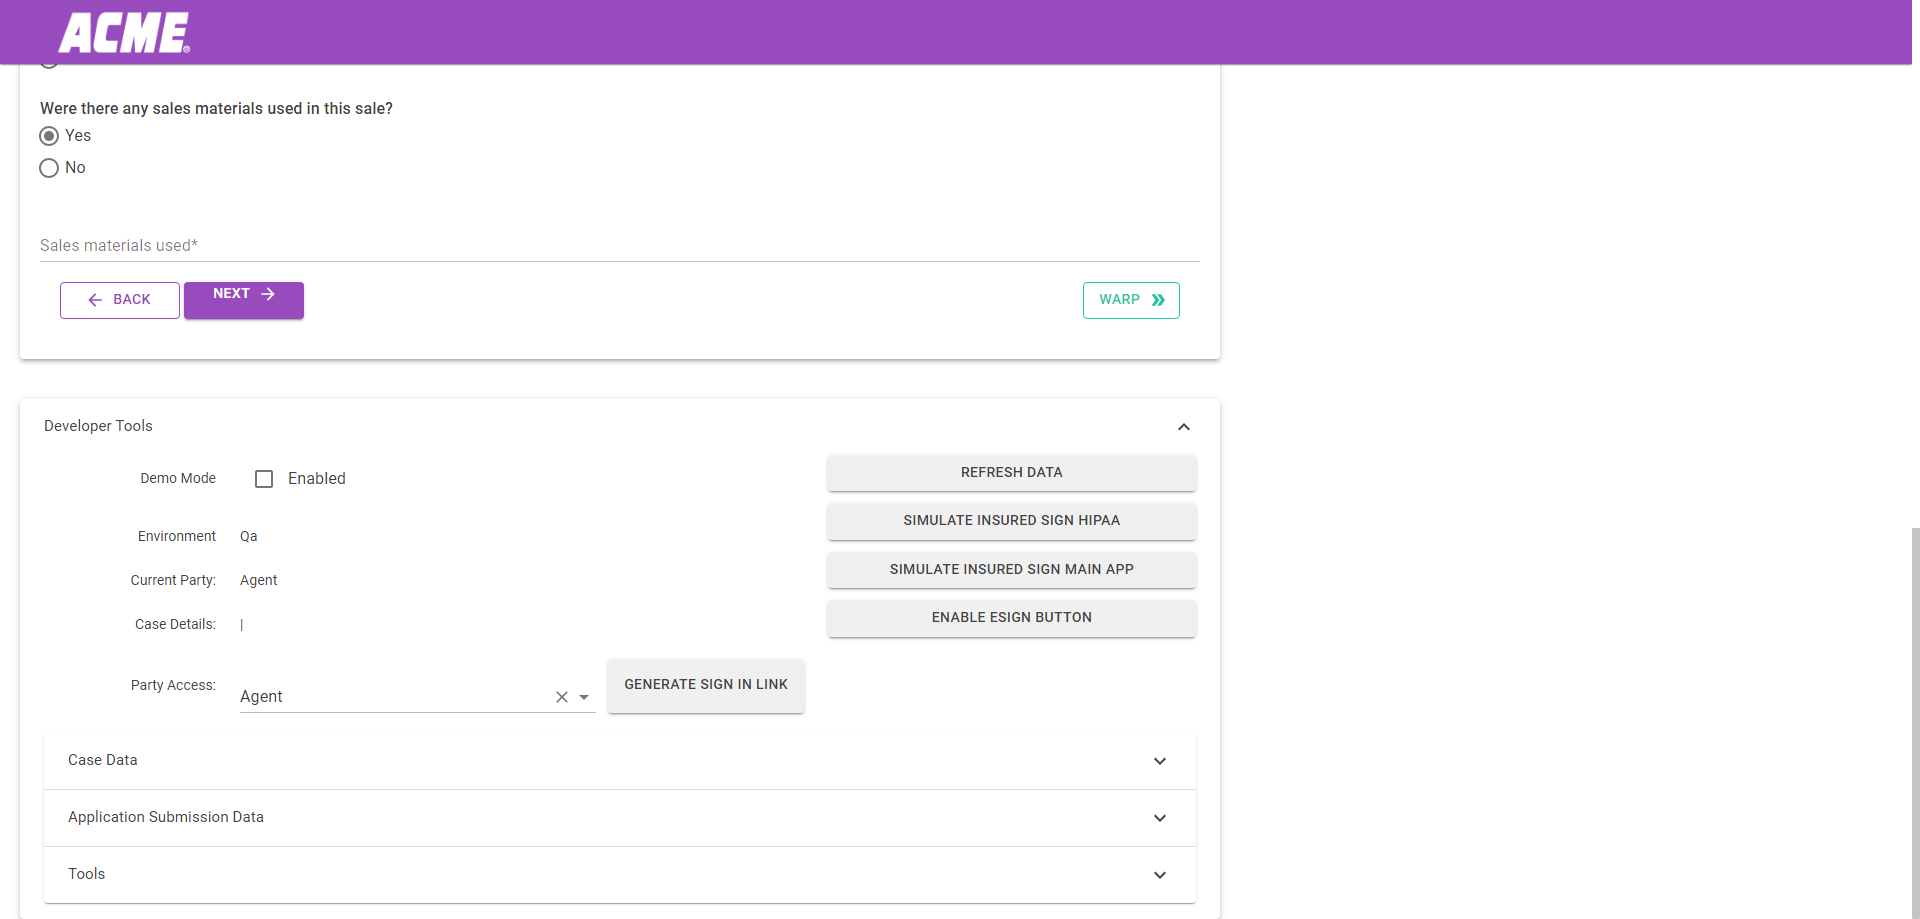 ACME®
Were there any sales materials used in this sale?
Yes
No
Sales materials used*
BACK
NEXT
WARP
Developer Tools
Demo Mode
Enabled
REFRESH DATA
SIMULATE INSURED SIGN HIPAA
Environment
Qa
SIMULATE INSURED SIGN MAIN APP
Current Party:
Agent
ENABLE ESIGN BUTTON
Case Details:
|
Party Access:
Agent
GENERATE SIGN IN LINK
Case Data
Application Submission Data
Tools